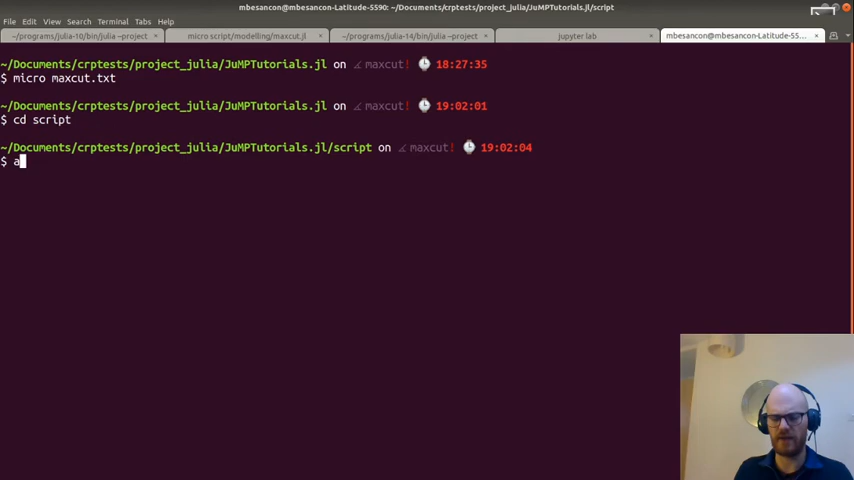 mbesancon@mbesancon-Latitude-5590: ~/Documents/crptests/project_julia/JuMPTutorials.jl/script
File Edit View Search Terminal Tabs Help
~/programs/julia-10/bin/julia --project × micro script/modelling/maxcut.jl × ~/programs/julia-14/bin/julia --project × jupyter lab × mbesancon@mbesancon-Latitude-55... ×
~/Documents/crptests/project_julia/JuMPTutorials.jl on maxcut! 18:27:35
$ micro maxcut.txt
~/Documents/crptests/project_julia/JuMPTutorials.jl on maxcut! 19:02:01
$ cd script
~/Documents/crptests/project_julia/JuMPTutorials.jl/script on maxcut! 19:02:04
$ a